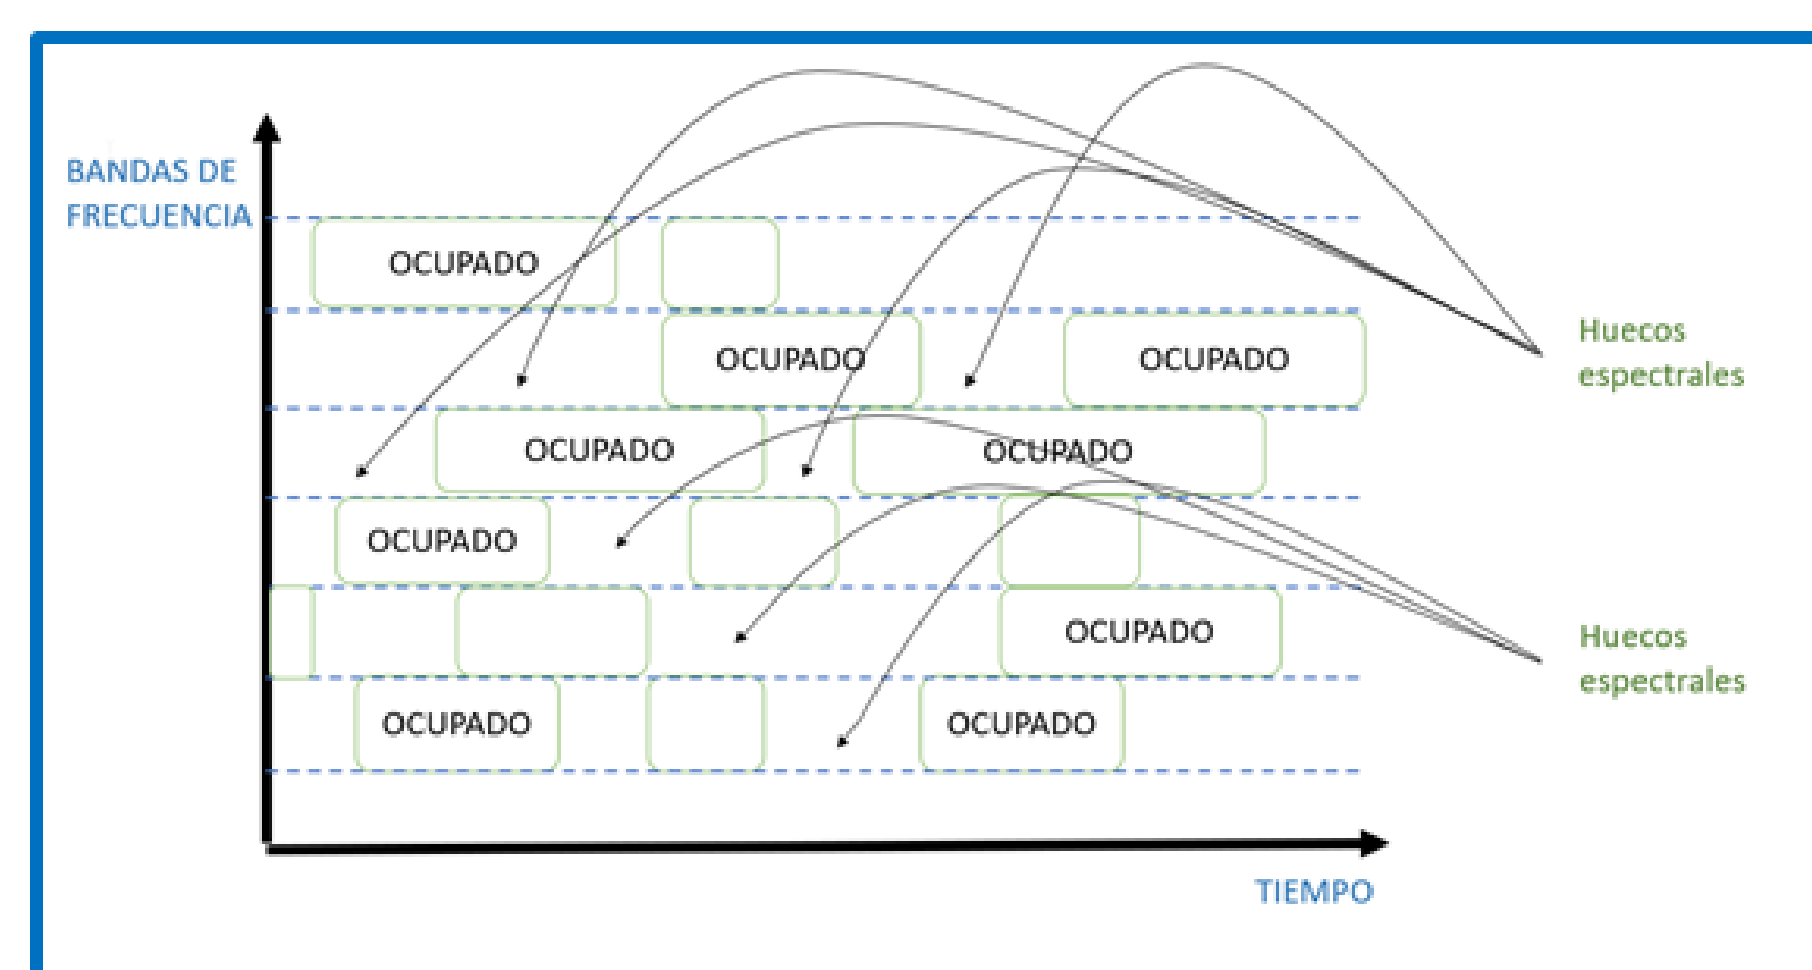 BANDAS DE
FRECUENCIA
OCUPADO
OCUPADO
OCUPADO
Huecos
espectrales
OCUPADO
OCUPADO
OCUPADO
OCUPADO
Huecos
espectrales
OCUPADO
OCUPADO
TIEMPO